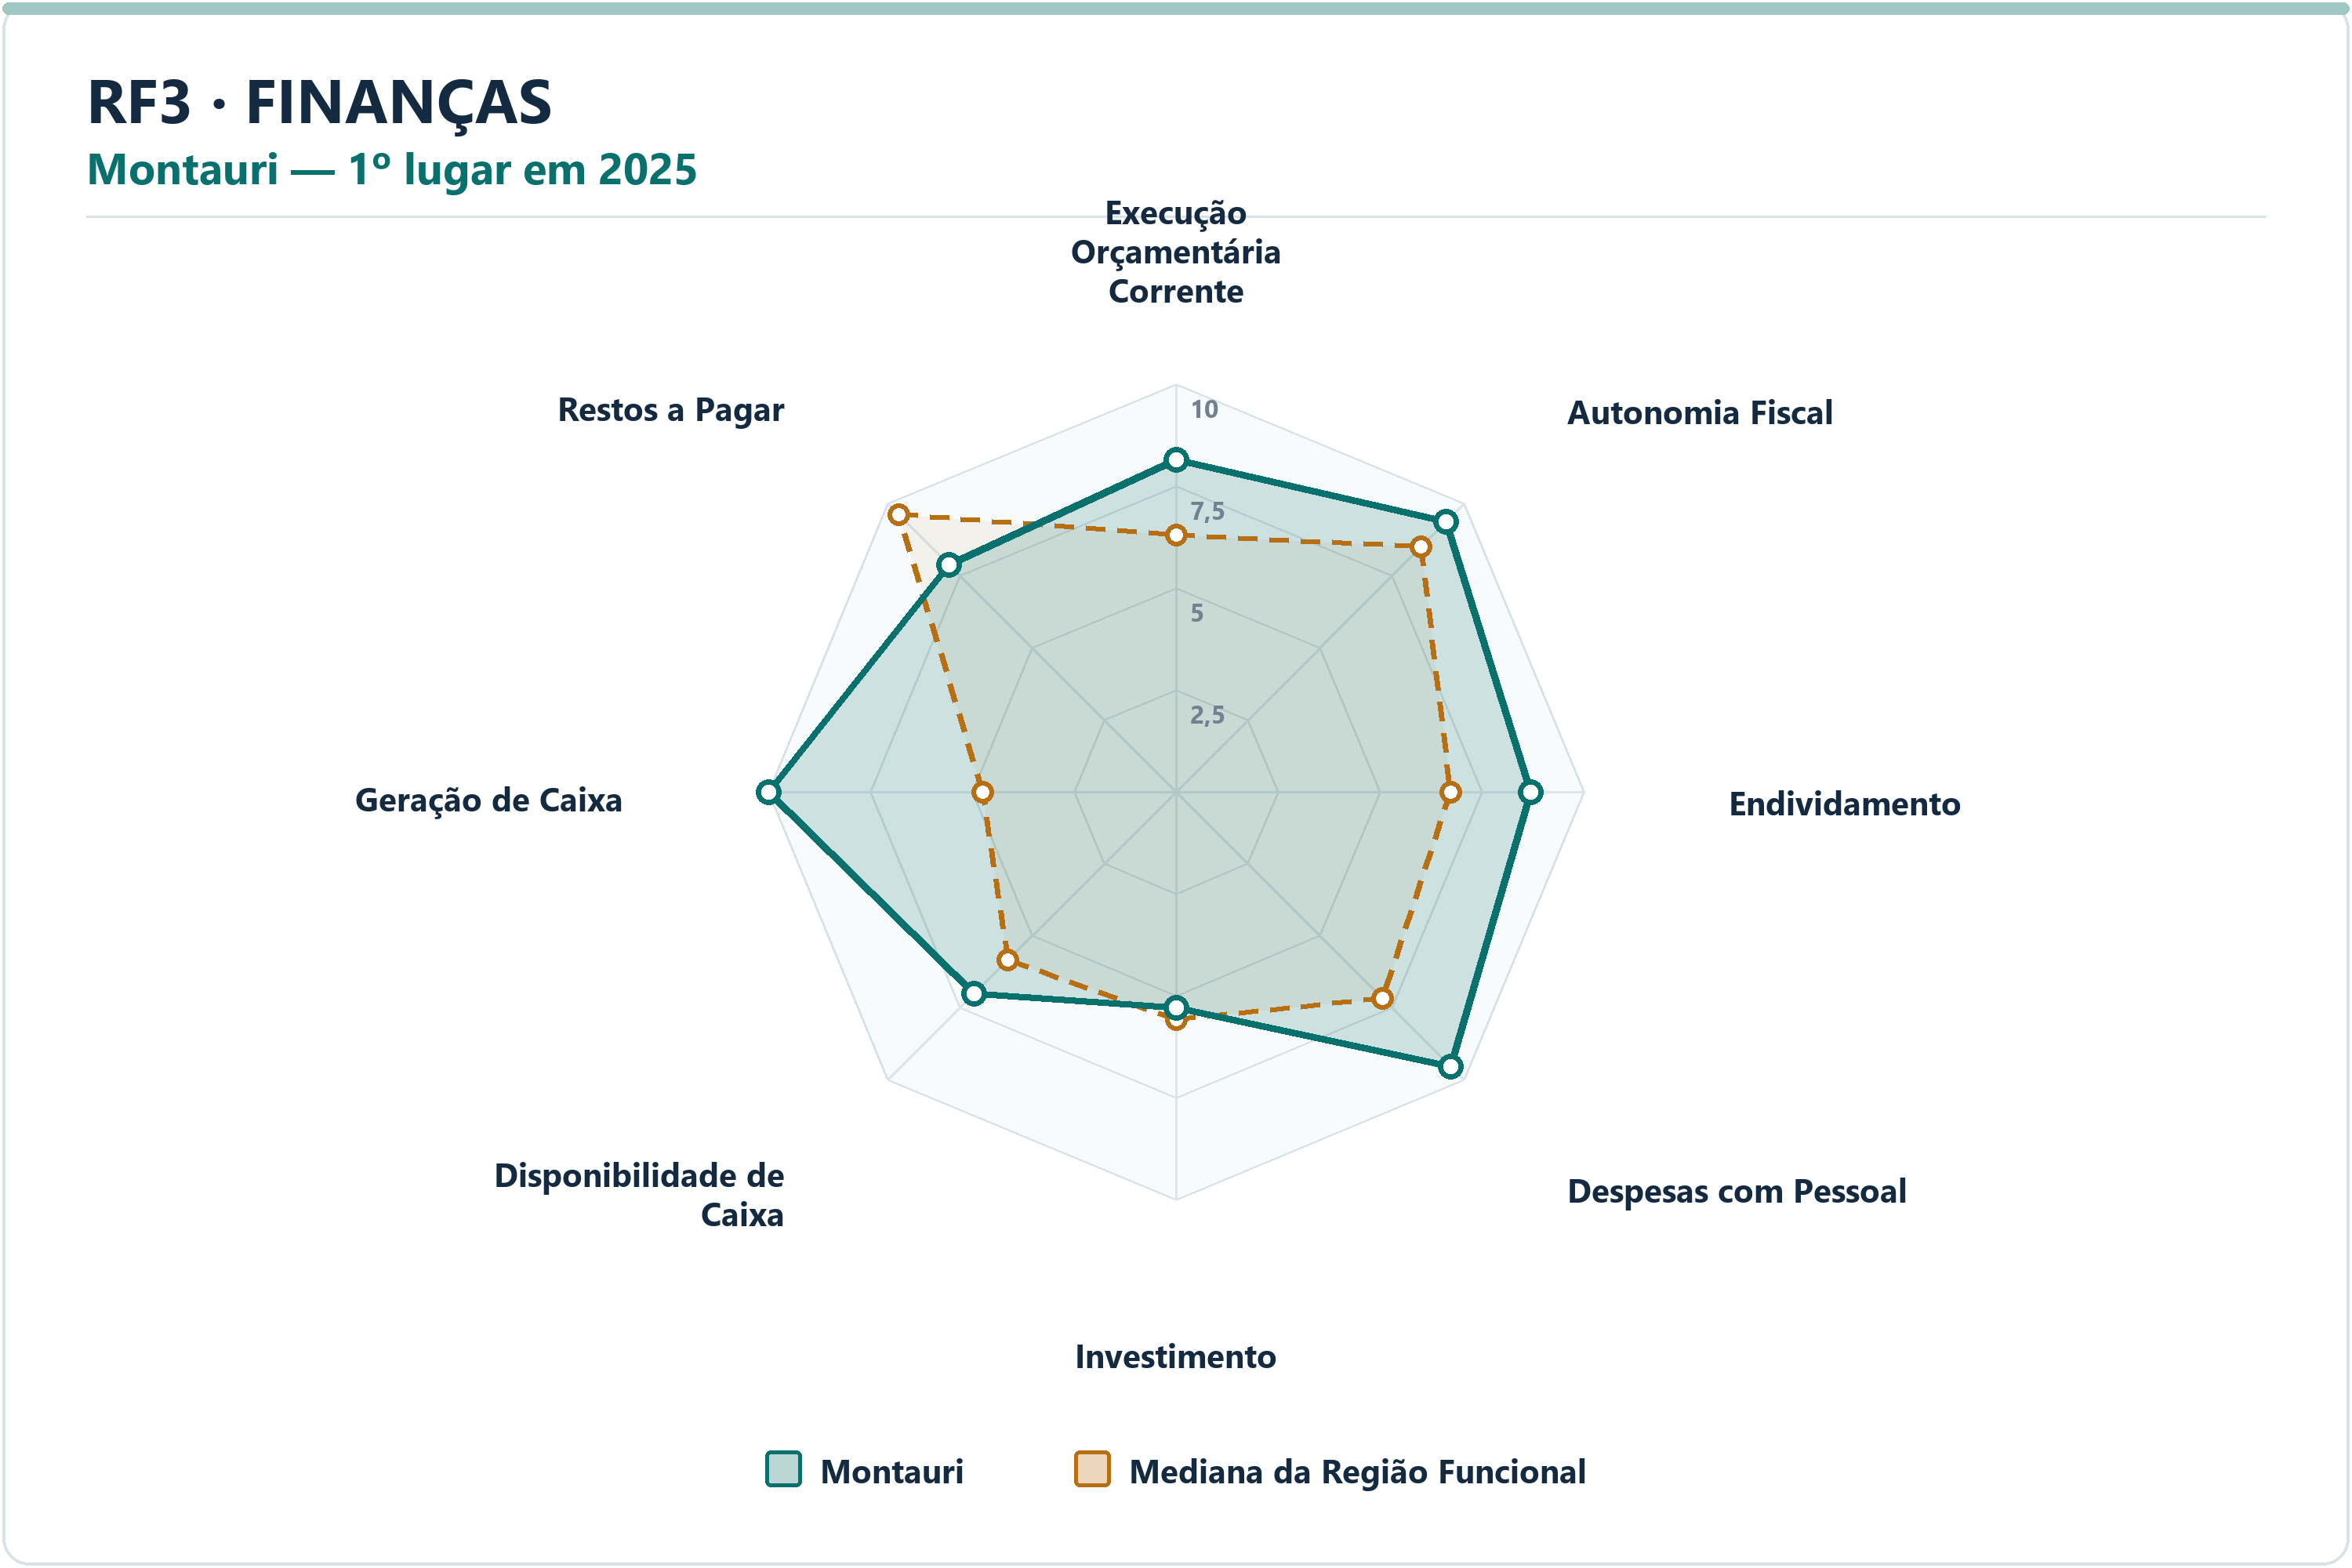 RF3 · FINANÇAS
Montauri — 1º lugar em 2025
Execução
Orçamentária
Corrente
Restos a Pagar
Autonomia Fiscal
10
7,5
5
2,5
Geração de Caixa
Endividamento
Disponibilidade de
Caixa
Despesas com Pessoal
Investimento
Montauri
Mediana da Região Funcional